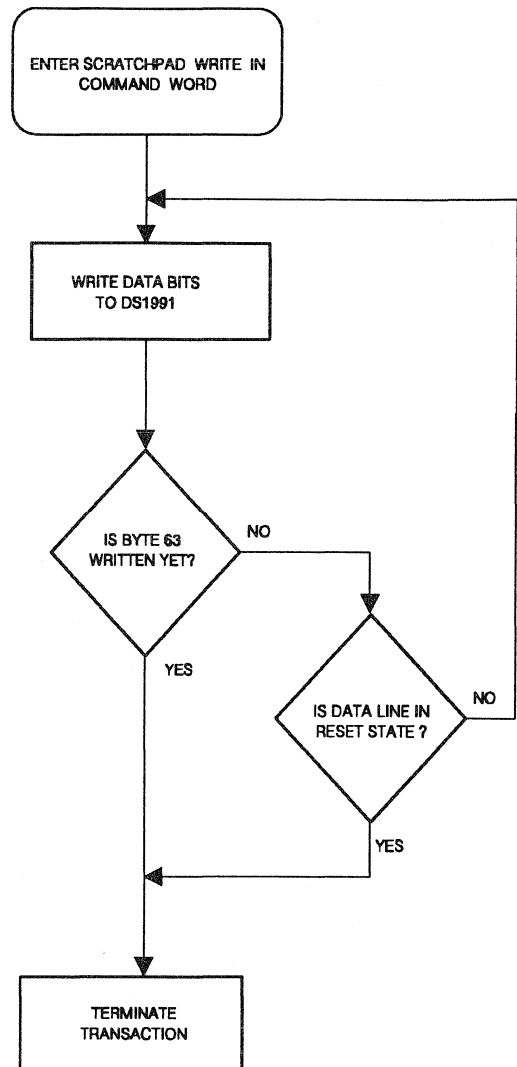 ENTER SCRATCHPAD WRITE IN
COMMAND WORD
WRITE DATA BITS
TO DS1991
IS BYTE 63
WRITTEN YET?
NO
YES
IS DATA LINE IN
RESET STATE ?
NO
YES
TERMINATE
TRANSACTION